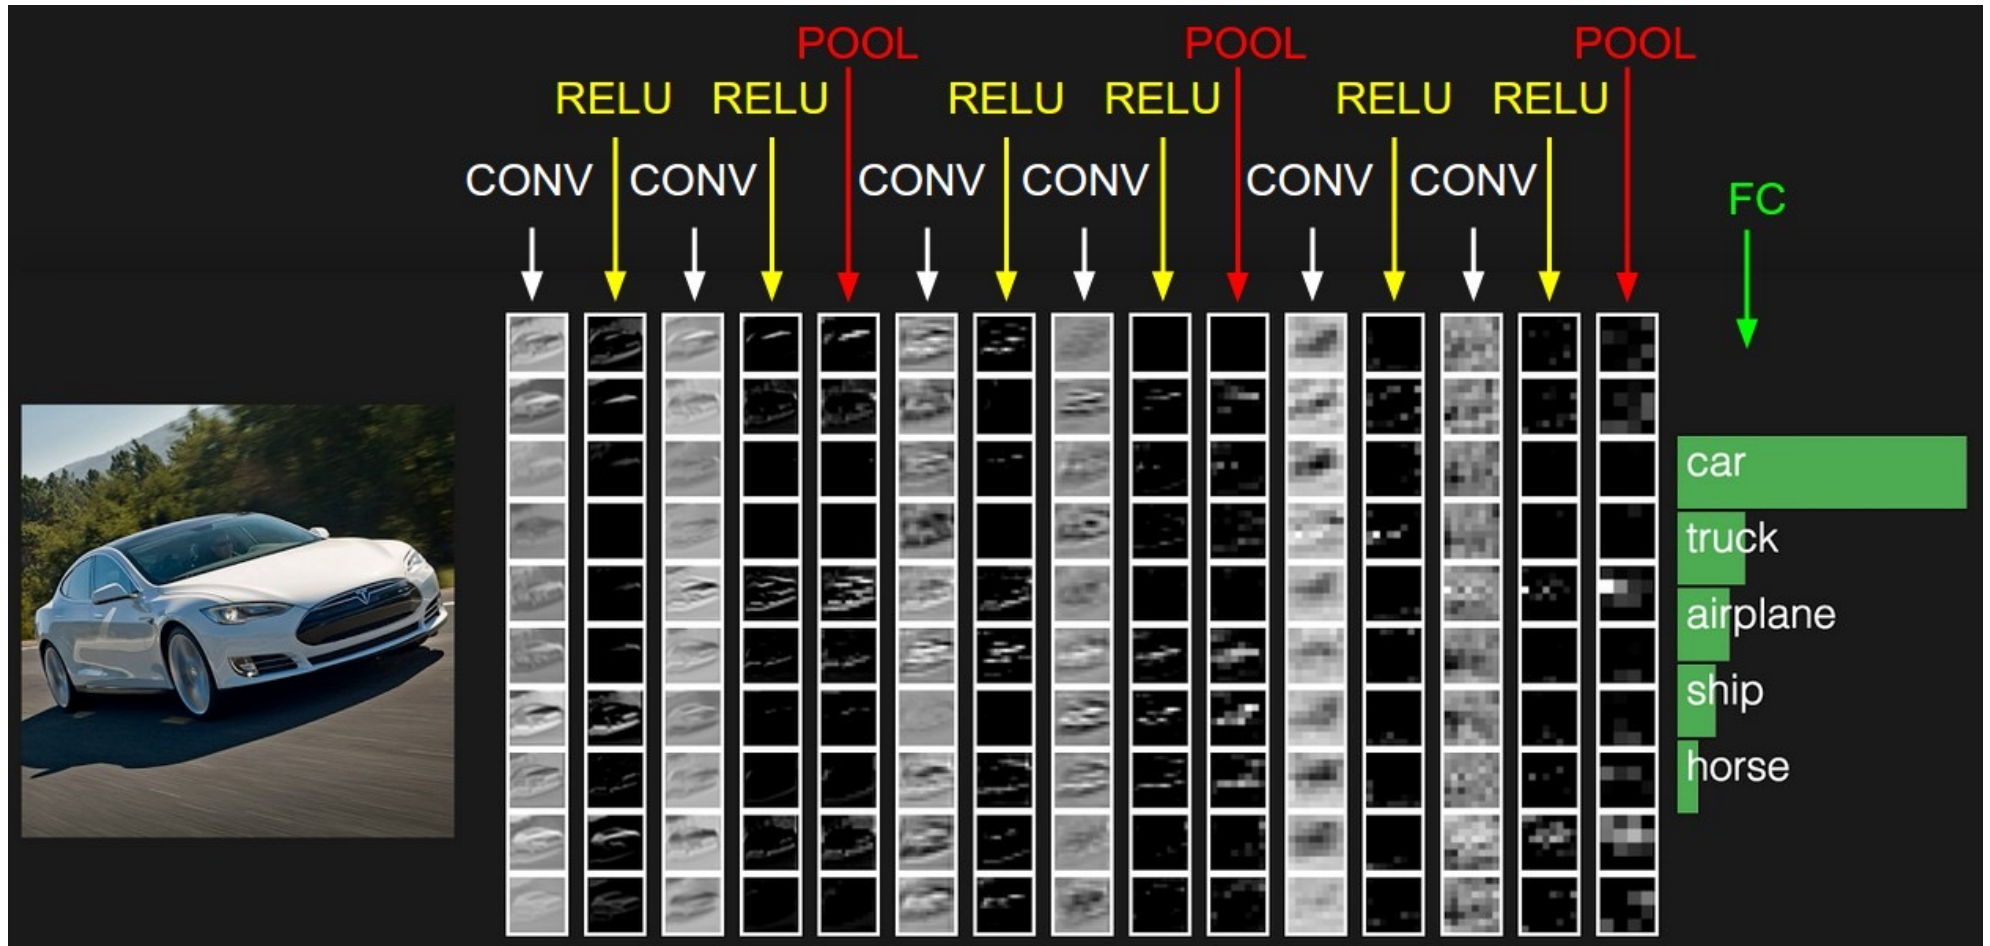 POOL POOL POOL
RELU RELU RELU RELU RELU RELU
CONV CONV CONV CONV CONV CONV
FC
car
truck
airplane
ship
horse